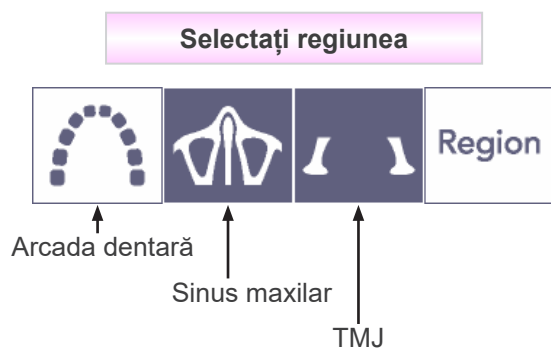 Selectați regiunea
Region
Arcada dentară
Sinus maxilar
TMJ